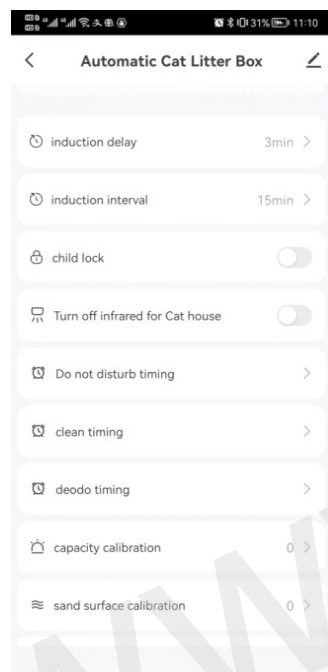 31% 11:10
Automatic Cat Litter Box
induction delay 3min
induction interval 15min
child lock
Turn off infrared for Cat house
Do not disturb timing
clean timing
deodo timing
capacity calibration 0
sand surface calibration 0